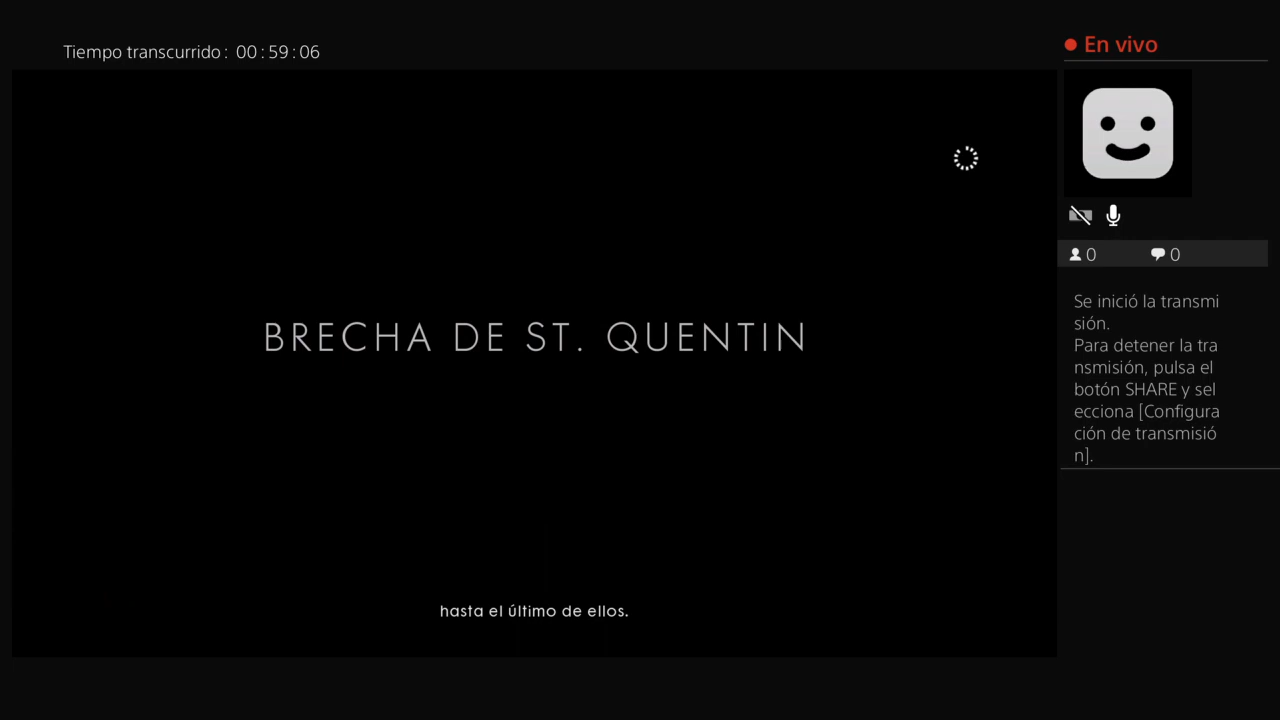 Tiempo transcurrido : 00 : 59 : 06
En vivo
0 0
BRECHA DE ST. QUENTIN
Se inició la transmi
sión.
Para detener la tra
nsmisión, pulsa el
botón SHARE y sel
ecciona [Configura
ción de transmisió
n].
hasta el último de ellos.